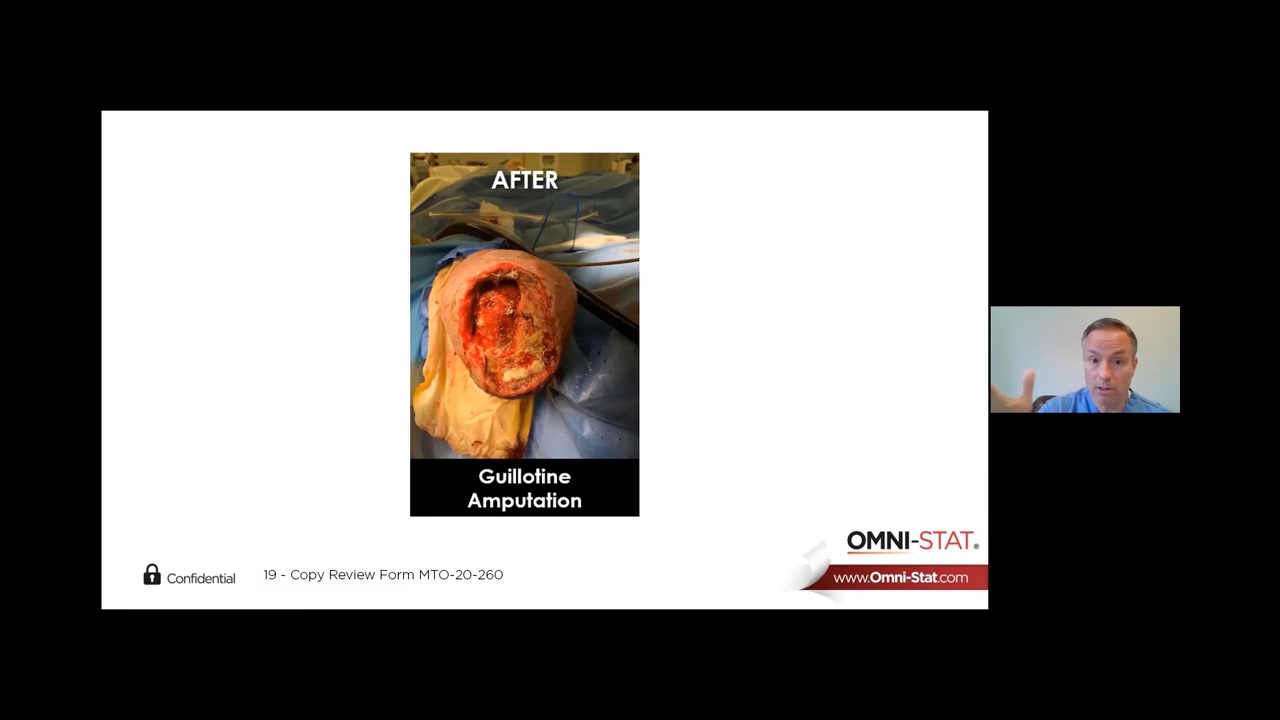 AFTER
Guillotine
Amputation
OMNI-STAT®
Confidential
19 - Copy Review Form MTO-20-260
www.Omni-Stat.com